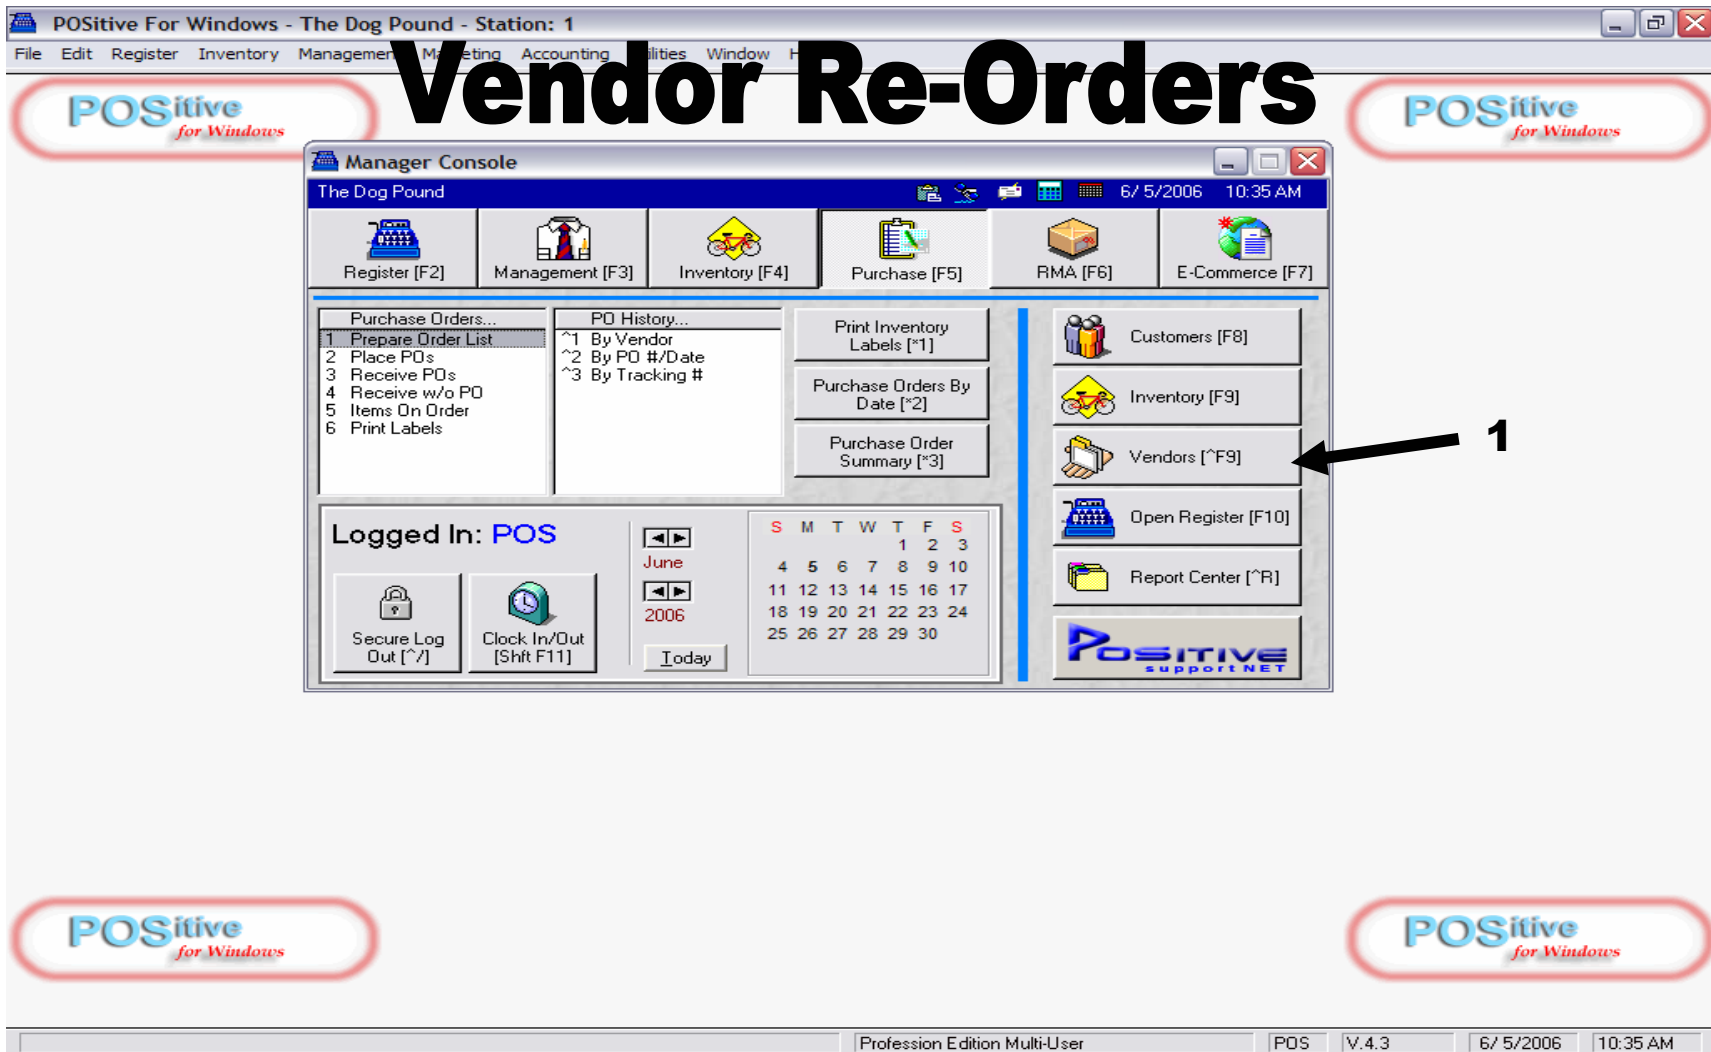 POSitive For Windows - The Dog Pound - Station: 1
File Edit Register Inventory Management Marketing Accounting Window
Vendor Re-Orders
POSitive
for Windows
POSitive
for Windows
Manager Console
The Dog Pound 6/ 5/2006 10:35 AM
Register [F2] Management [F3] Inventory [F4] Purchase [F5] RMA [F6] E-Commerce [F7]
Purchase Orders...
1 Prepare Order List
2 Place POs
3 Receive POs
4 Receive w/o PO
5 Items On Order
6 Print Labels
PO History...
^1 By Vendor
^2 By PO #/Date
^3 By Tracking #
Print Inventory
Labels [*1]
Purchase Orders By
Date [*2]
Purchase Order
Summary [*3]
Customers [F8]
Inventory [F9]
Vendors [^F9]
1
Open Register [F10]
Report Center [^R]
POSITIVE
support NET
Logged In: POS
Secure Log
Out [^/]
Clock In/Out
[Shft F11]
June
2006
Today
S M T W T F S
1 2 3
4 5 6 7 8 9 10
11 12 13 14 15 16 17
18 19 20 21 22 23 24
25 26 27 28 29 30
POSitive
for Windows
POSitive
for Windows
Profession Edition Multi-User POS V.4.3 6/ 5/2006 10:35 AM